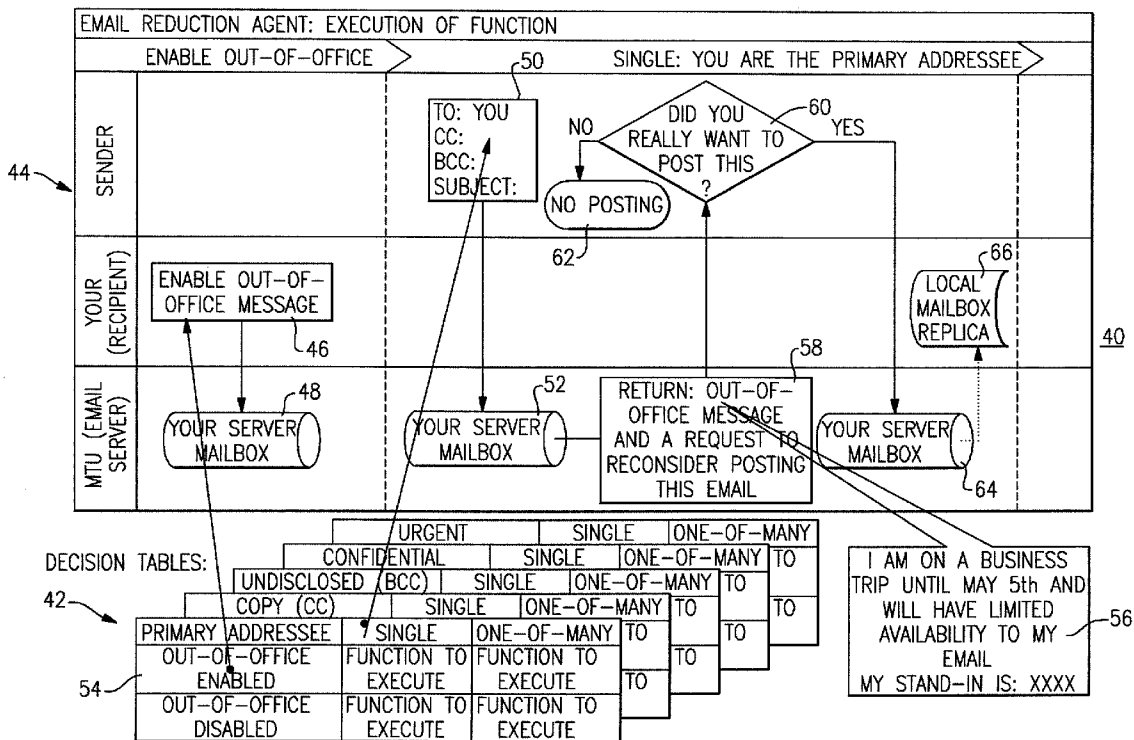 EMAIL REDUCTION AGENT: EXECUTION OF FUNCTION
ENABLE OUT-OF-OFFICE
SINGLE: YOU ARE THE PRIMARY ADDRESSEE
44
SENDER
50
TO: YOU
CC:
BCC:
SUBJECT:
DID YOU
REALLY WANT TO
POST THIS
?
60
NO
YES
NO POSTING
62
YOUR
(RECIPIENT)
ENABLE OUT-OF-
OFFICE MESSAGE
46
66
LOCAL
MAILBOX
REPLICA
40
MTU (EMAIL
SERVER)
48
YOUR SERVER
MAILBOX
52
YOUR SERVER
MAILBOX
58
RETURN: OUT-OF-
OFFICE MESSAGE
AND A REQUEST TO
RECONSIDER POSTING
THIS EMAIL
YOUR SERVER
MAILBOX
64
DECISION TABLES:
42
URGENT SINGLE ONE-OF-MANY
CONFIDENTIAL SINGLE ONE-OF-MANY TO
UNDISCLOSED (BCC) SINGLE ONE-OF-MANY TO
COPY (CC) SINGLE ONE-OF-MANY TO TO
PRIMARY ADDRESSEE SINGLE ONE-OF-MANY TO TO
54
OUT-OF-OFFICE
ENABLED
FUNCTION TO
EXECUTE
FUNCTION TO
EXECUTE
TO
TO
OUT-OF-OFFICE
DISABLED
FUNCTION TO
EXECUTE
FUNCTION TO
EXECUTE
I AM ON A BUSINESS
TRIP UNTIL MAY 5th AND
WILL HAVE LIMITED
AVAILABILITY TO MY
EMAIL
MY STAND-IN IS: XXXX
56